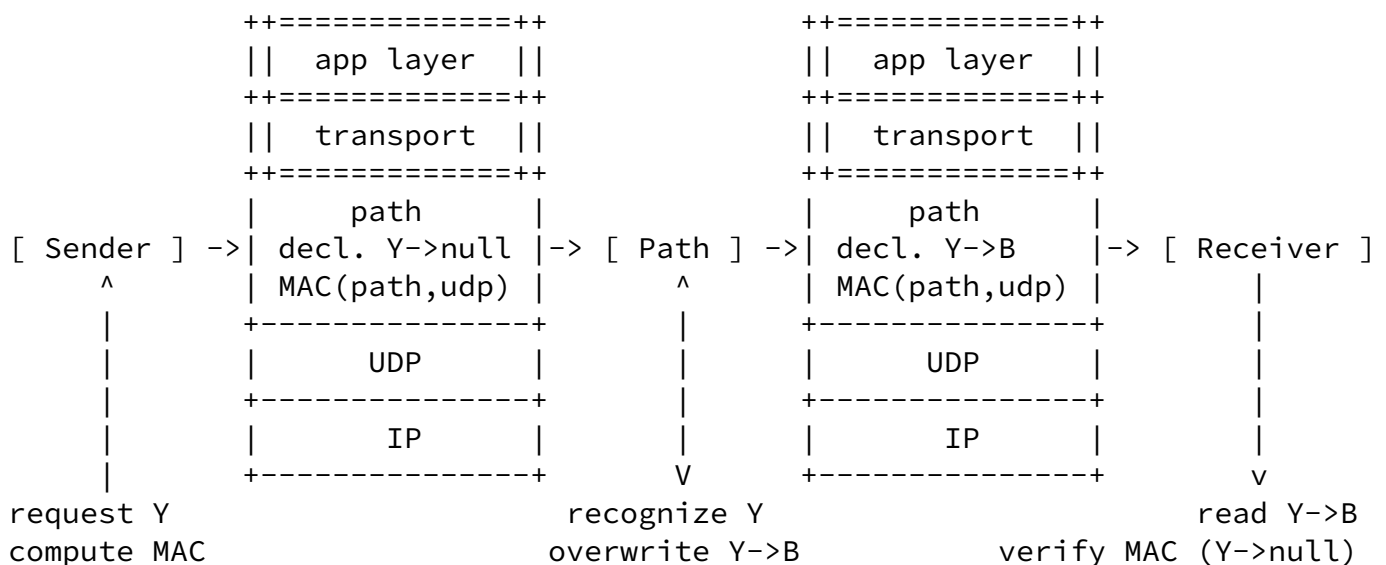 ++=============++ ++=============++
|| app layer || || app layer ||
++=============++ ++=============++
|| transport || || transport ||
++=============++ ++=============++
| path | | path |
[ Sender ] ->| decl. Y->null |-> [ Path ] ->| decl. Y->B |-> [ Receiver ]
^ | MAC(path,udp) | ^ | MAC(path,udp) | |
| +---------------+ | +---------------+ |
| | UDP | | | UDP | |
| +---------------+ | +---------------+ |
| | IP | | | IP | |
| +---------------+ V +---------------+ v
request Y recognize Y read Y->B
compute MAC overwrite Y->B verify MAC (Y->null)